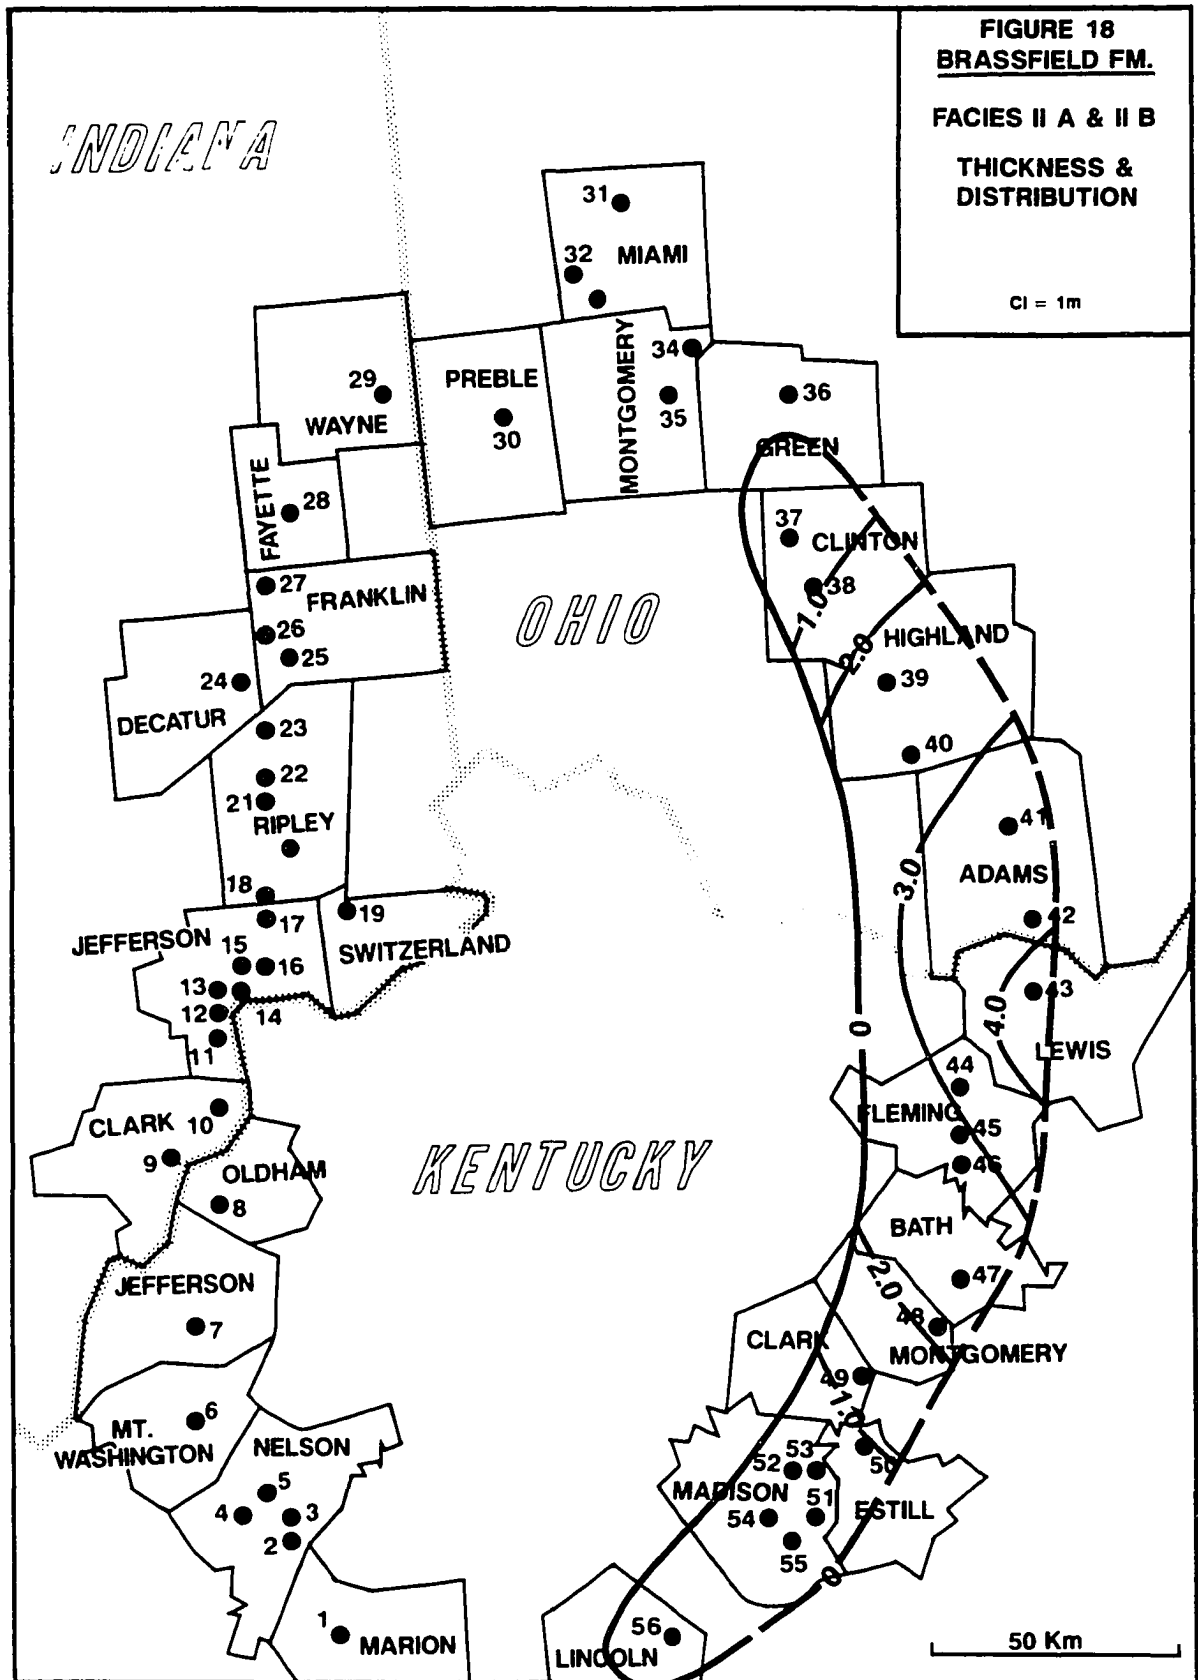 FIGURE 18
BRASSFIELD FM.
FACIES II A & II B
THICKNESS &
DISTRIBUTION
CI = 1m
INDIANA
31
32
MIAMI
MONTGOMERY
34
35
29
WAYNE
PREBLE
30
36
GREEN
FAYETTE
28
37
CLINTON
38
1.0
27
FRANKLIN
26
25
OHIO
HIGHLAND
2.0
39
24
DECATUR
23
40
22
21
RIPLEY
41
ADAMS
3.0
18
19
17
42
JEFFERSON
SWITZERLAND
15
16
13
14
12
11
43
4.0
0
LEWIS
44
CLARK
10
FLEMING
45
9
OLDHAM
KENTUCKY
46
8
BATH
47
JEFFERSON
2.0
7
48
CLARK
MONTGOMERY
49
1.0
6
MT.
WASHINGTON
NELSON
50
53
52
5
MADISON
51
ESTILL
4
3
54
2
55
0
1
MARION
56
LINCOLN
50 Km